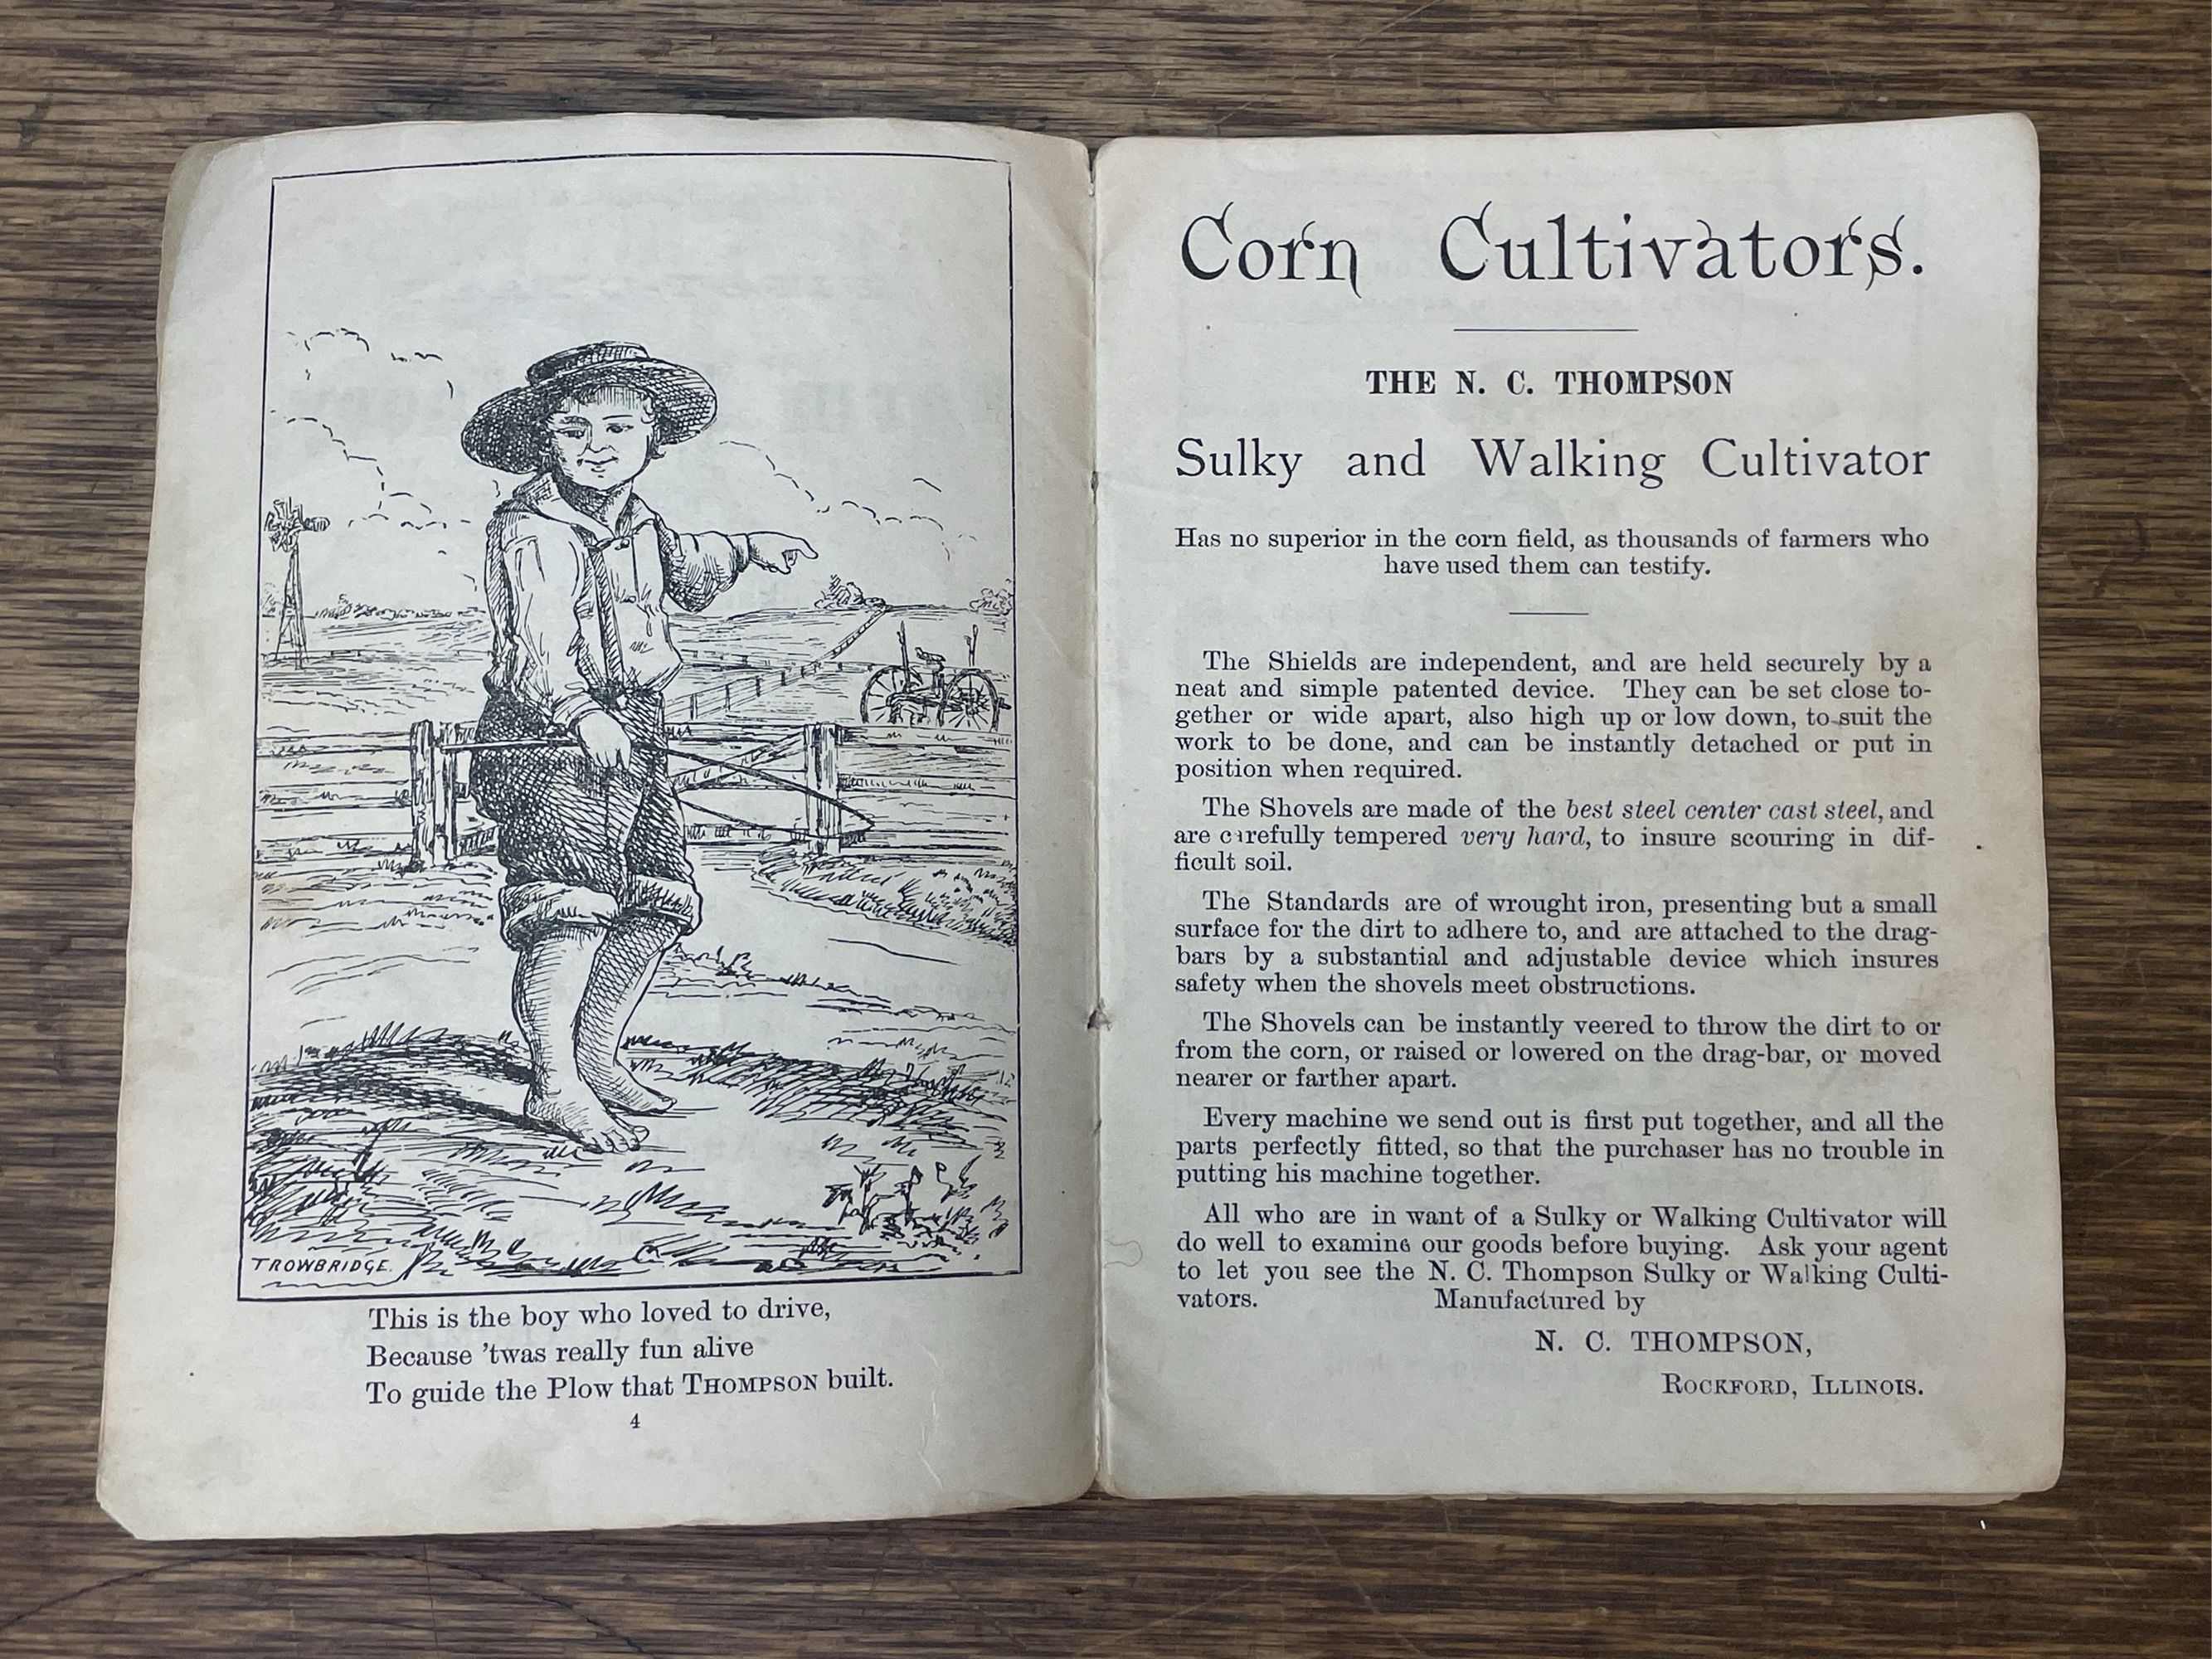 TROWBRIDGE.
This is the boy who loved to drive,
Because 'twas really fun alive
To guide the Plow that THOMPSON built.
4
Corn Cultivators.
THE N. C. THOMPSON
Sulky and Walking Cultivator
Has no superior in the corn field, as thousands of farmers who
have used them can testify.
The Shields are independent, and are held securely by a
neat and simple patented device. They can be set close to-
gether or wide apart, also high up or low down, to suit the
work to be done, and can be instantly detached or put in
position when required.
The Shovels are made of the best steel center cast steel, and
are carefully tempered very hard, to insure scouring in dif-
ficult soil.
The Standards are of wrought iron, presenting but a small
surface for the dirt to adhere to, and are attached to the drag-
bars by a substantial and adjustable device which insures
safety when the shovels meet obstructions.
The Shovels can be instantly veered to throw the dirt to or
from the corn, or raised or lowered on the drag-bar, or moved
nearer or farther apart.
Every machine we send out is first put together, and all the
parts perfectly fitted, so that the purchaser has no trouble in
putting his machine together.
All who are in want of a Sulky or Walking Cultivator will
do well to examine our goods before buying. Ask your agent
to let you see the N. C. Thompson Sulky or Walking Culti-
vators. Manufactured by
N. C. THOMPSON,
ROCKFORD, ILLINOIS.